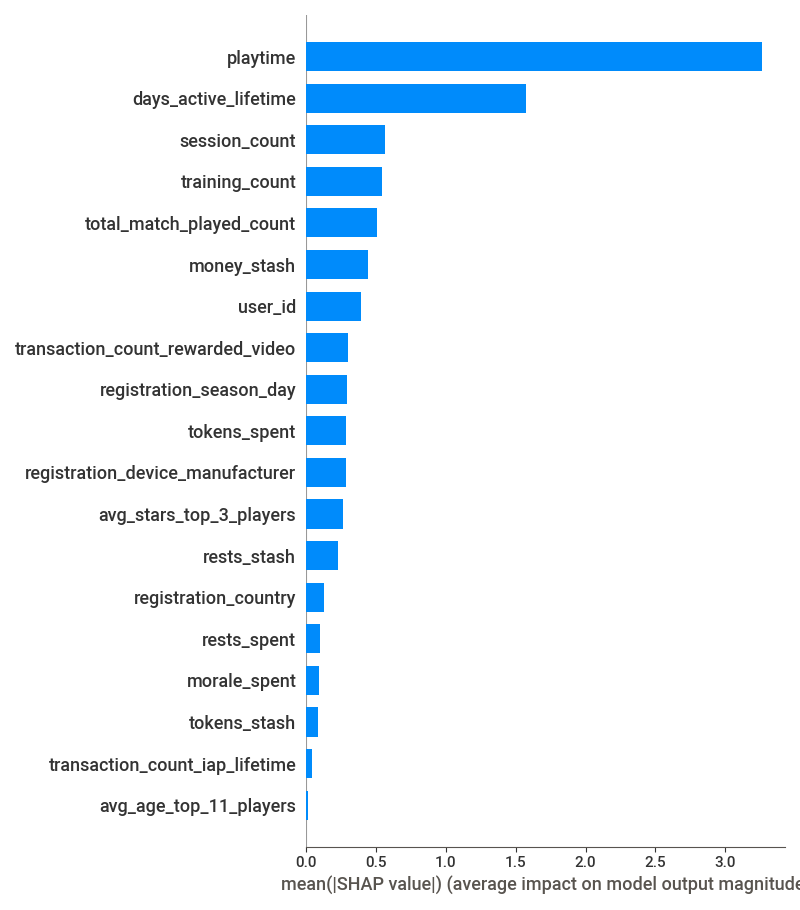 playtime
days_active_lifetime
session_count
training_count
total_match_played_count
money_stash
user_id
transaction_count_rewarded_video
registration_season_day
tokens_spent
registration_device_manufacturer
avg_stars_top_3_players
rests_stash
registration_country
rests_spent
morale_spent
tokens_stash
transaction_count_iap_lifetime
avg_age_top_11_players
0.0 0.5 1.0 1.5 2.0 2.5 3.0
mean(|SHAP value|) (average impact on model output magnitude